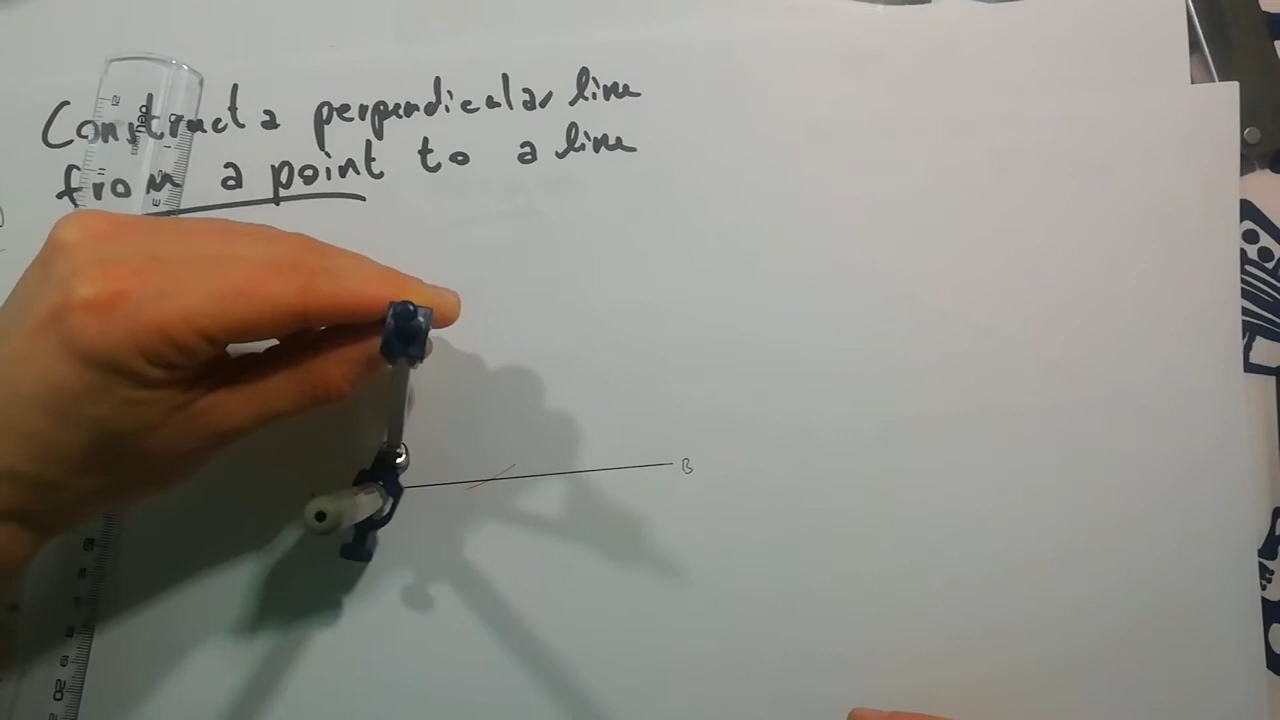 Construct a perpendicular line
from a point to a line
B